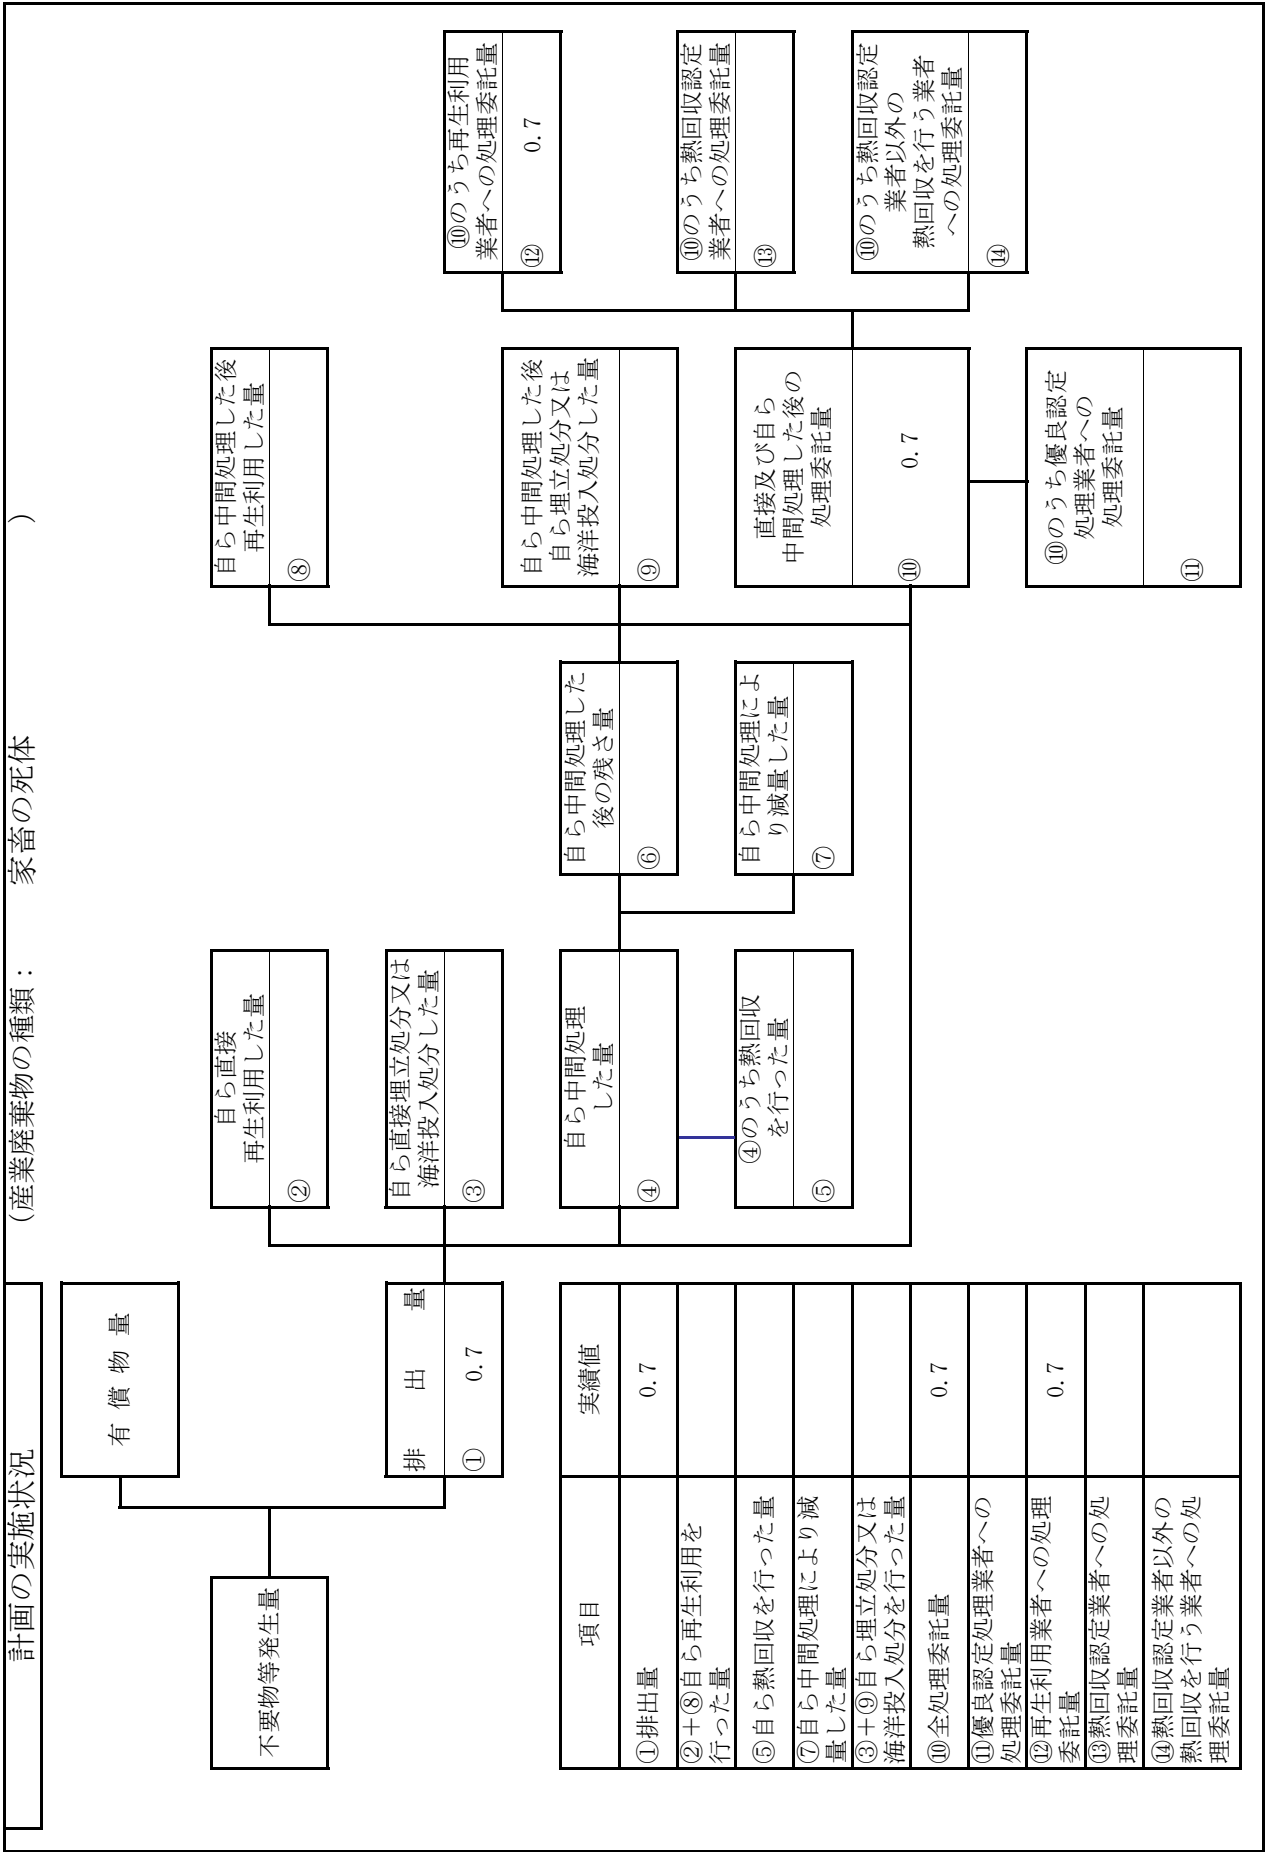 計画の実施状況
（産業廃棄物の種類： 家畜の死体 ）
不要物等発生量
有 償 物 量
排 出 量
① 0.7
自ら直接
再生利用した量
②
自ら直接埋立処分又は
海洋投入処分した量
③
自ら中間処理
した量
④
④のうち熱回収
を行った量
⑤
自ら中間処理した
後の残さ量
⑥
自ら中間処理によ
り減量した量
⑦
自ら中間処理した後
再生利用した量
⑧
自ら中間処理した後
自ら埋立処分又は
海洋投入処分した量
⑨
直接及び自ら
中間処理した後の
処理委託量
⑩ 0.7
⑩のうち優良認定
処理業者への
処理委託量
⑪
⑩のうち再生利用
業者への処理委託量
⑫ 0.7
⑩のうち熱回収認定
業者への処理委託量
⑬
⑩のうち熱回収認定
業者以外の
熱回収を行う業者
への処理委託量
⑭
項目 実績値
①排出量 0.7
②＋⑧自ら再生利用を
行った量
⑤自ら熱回収を行った量
⑦自ら中間処理により減
量した量
③＋⑨自ら埋立処分又は
海洋投入処分を行った量
⑩全処理委託量 0.7
⑪優良認定処理業者への
処理委託量
⑫再生利用業者への処理
委託量 0.7
⑬熱回収認定業者への処
理委託量
⑭熱回収認定業者以外の
熱回収を行う業者への処
理委託量